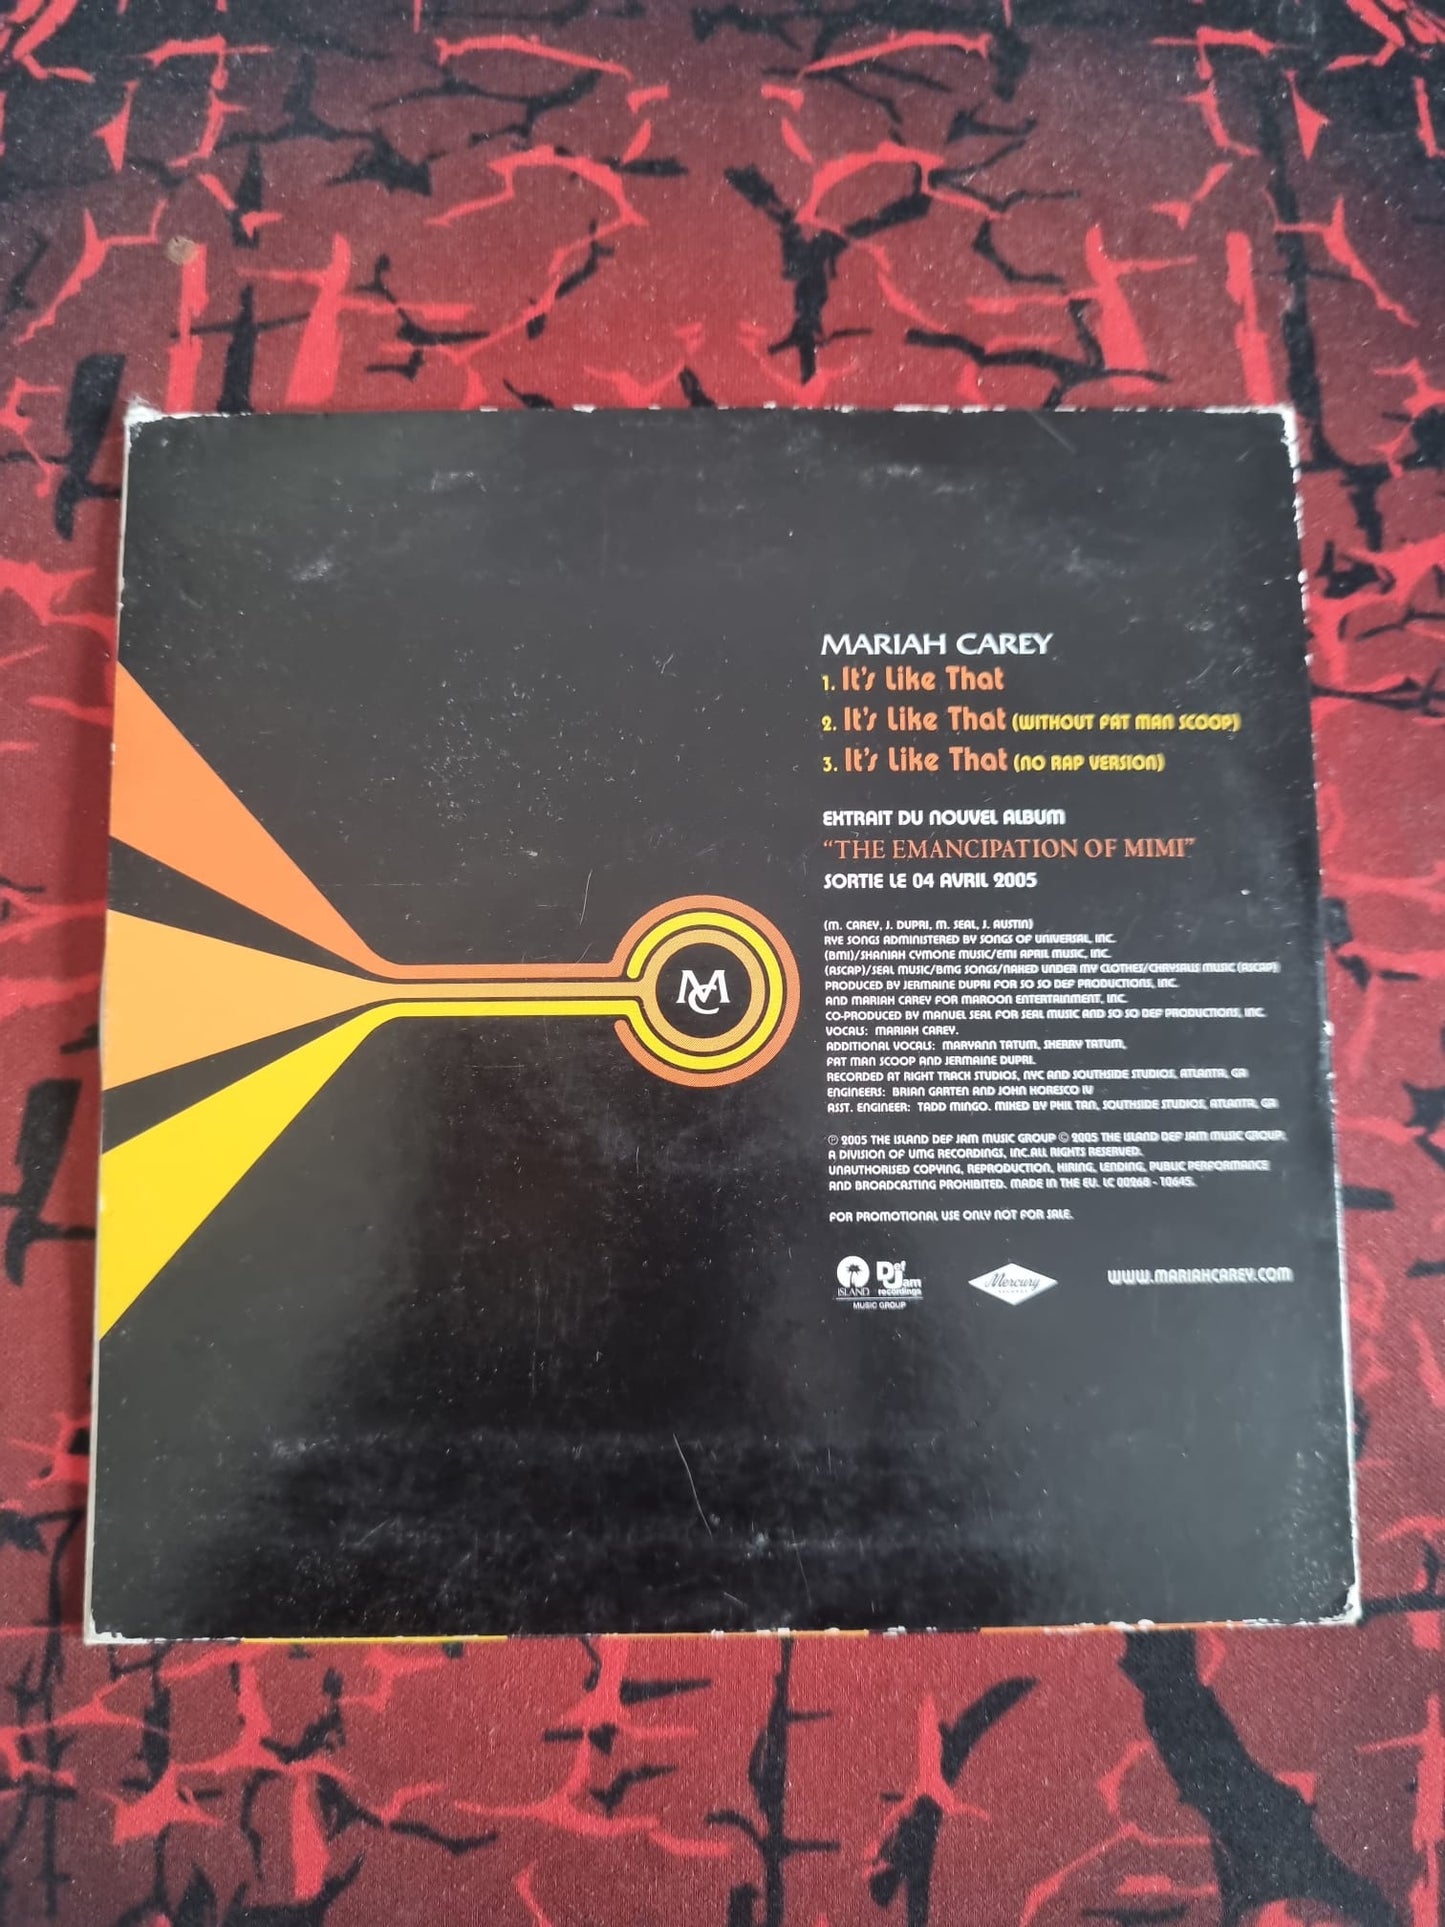 MARIAH CAREY
1. It's Like That
2. It's Like That (WITHOUT FAT MAN SCOOP)
3. It's Like That (NO RAP VERSION)
EXTRAIT DU NOUVEL ALBUM
"THE EMANCIPATION OF MIMI"
SORTIE LE 04 AVRIL 2005
(M. CAREY, J. DUPRI, M. SEAL, J. AUSTIN)
RYE SONGS ADMINISTERED BY SONGS OF UNIVERSAL, INC.
(BMI)/SHANIAH CYMONE MUSIC/EMI APRIL MUSIC, INC.
(ASCAP)/SEAL MUSIC/BMG SONGS/NAKED UNDER MY CLOTHES/CHRYSALIS MUSIC (ASCAP)
PRODUCED BY JERMAINE DUPRI FOR SO SO DEF PRODUCTIONS, INC.
AND MARIAH CAREY FOR MAROON ENTERTAINMENT, INC.
CO-PRODUCED BY MANUEL SEAL FOR SEAL MUSIC AND SO SO DEF PRODUCTIONS, INC.
VOCALS: MARIAH CAREY.
ADDITIONAL VOCALS: MARYANN TATUM, SHERRY TATUM,
FAT MAN SCOOP AND JERMAINE DUPRI.
RECORDED AT RIGHT TRACK STUDIOS, NYC AND SOUTHSIDE STUDIOS, ATLANTA, GA
ENGINEERS: BRIAN GARTEN AND JOHN HORESCO IV
ASST. ENGINEER: TADD MINGO. MIXED BY PHIL TAN, SOUTHSIDE STUDIOS, ATLANTA, GA
℗ 2005 THE ISLAND DEF JAM MUSIC GROUP © 2005 THE ISLAND DEF JAM MUSIC GROUP,
A DIVISION OF UMG RECORDINGS, INC.ALL RIGHTS RESERVED.
UNAUTHORISED COPYING, REPRODUCTION, HIRING, LENDING, PUBLIC PERFORMANCE
AND BROADCASTING PROHIBITED. MADE IN THE EU. LC 00268 - 10645.
FOR PROMOTIONAL USE ONLY NOT FOR SALE.
MC
ISLAND Def Jam recordings
MUSIC GROUP
Mercury
RECORDS
WWW.MARIAHCAREY.COM